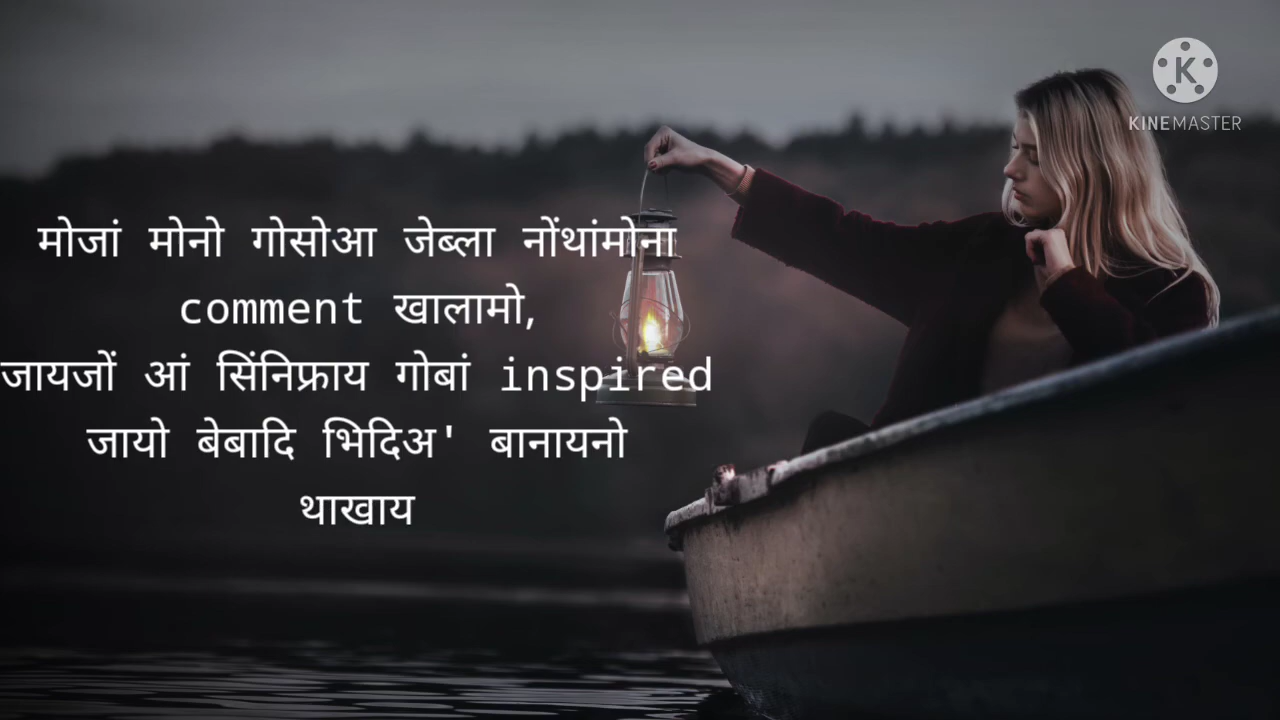 KINEMASTER
मोजां मोनो गोसोआ जेब्ला नोंथांमोना
comment खालामो,
जायजों आं सिंनिफ्राय गोबां inspired
जायो बेबादि भिदिअ' बानायनो
थाखाय